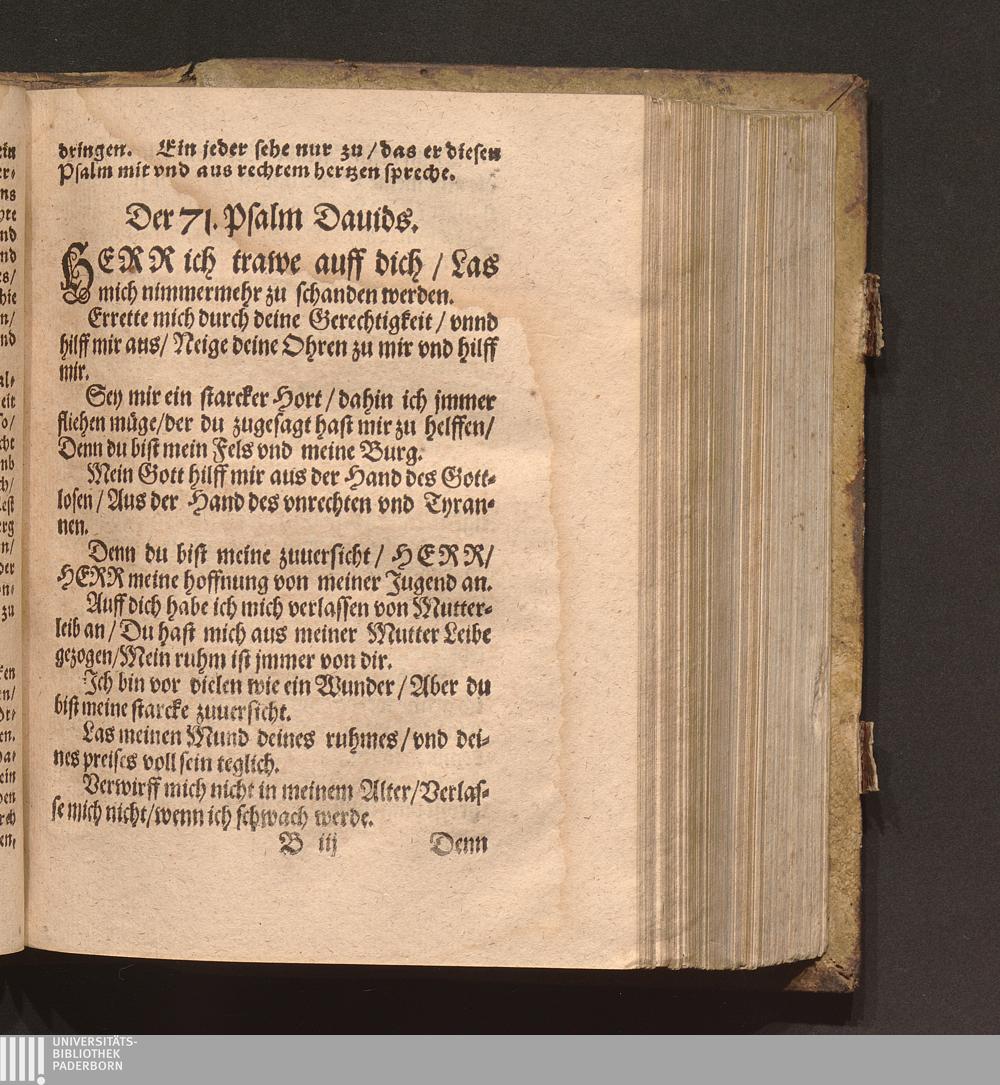 dringen. Ein jeder sehe nur zu / das er diesen
Psalm mit vnd aus rechtem hertzen spreche.
Der 71. Psalm Dauids.
HERR ich trawe auff dich / Las
mich nimmermehr zu schanden werden.
Errette mich durch deine Gerechtigkeit / vnnd
hilff mir aus / Neige deine Ohren zu mir vnd hilff
mir.
Sey mir ein starcker Hort / dahin ich jmmer
fliehen müge / der du zugesagt hast mir zu helffen /
Denn du bist mein Fels vnd meine Burg.
Mein Gott hilff mir aus der Hand des Gott-
losen / Aus der Hand des vnrechten vnd Tyran-
nen.
Denn du bist meine zuuersicht / HERR /
HERR meine hoffnung von meiner Jugend an.
Auff dich habe ich mich verlassen von Mutter-
leib an / Du hast mich aus meiner Mutter Leibe
gezogen / Mein ruhm ist jmmer von dir.
Ich bin vor vielen wie ein Wunder / Aber du
bist meine starcke zuuersicht.
Las meinen Mund deines ruhmes / vnd dei-
nes preises voll sein teglich.
Verwirff mich nicht in meinem Alter / Verlas-
se mich nicht / wenn ich schwach werde.
B iij Denn
UNIVERSITÄTS-
BIBLIOTHEK
PADERBORN